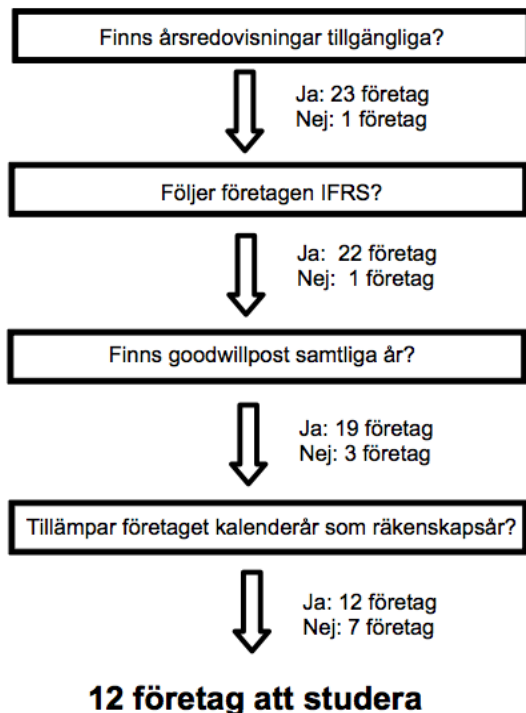 Finns årsredovisningar tillgängliga?
Ja: 23 företag
Nej: 1 företag
Följer företagen IFRS?
Ja: 22 företag
Nej: 1 företag
Finns goodwillpost samtliga år?
Ja: 19 företag
Nej: 3 företag
Tillämpar företaget kalenderår som räkenskapsår?
Ja: 12 företag
Nej: 7 företag
12 företag att studera